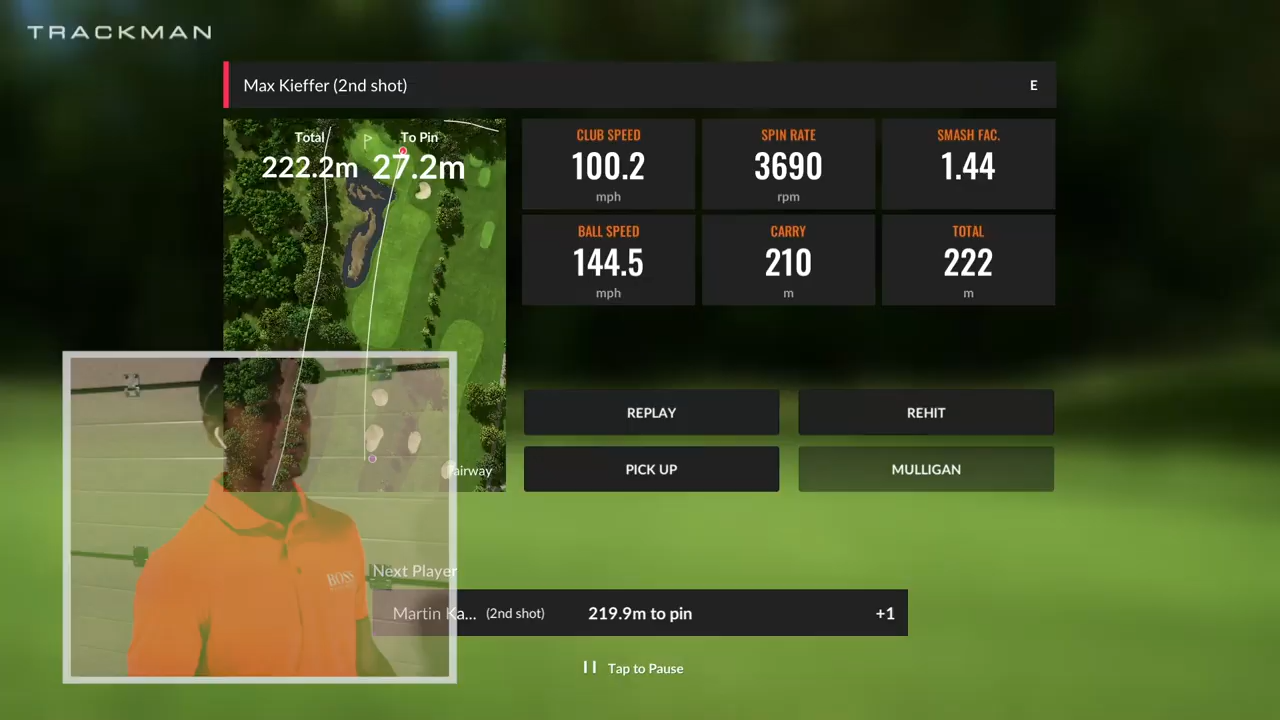 TRACKMAN
Max Kieffer (2nd shot) E
Total To Pin
222.2m 27.2m
CLUB SPEED
100.2
mph
SPIN RATE
3690
rpm
SMASH FAC.
1.44
BALL SPEED
144.5
mph
CARRY
210
m
TOTAL
222
m
Fairway
REPLAY
REHIT
PICK UP
MULLIGAN
BOSS
Next Player
Martin Ka... (2nd shot) 219.9m to pin +1
Tap to Pause